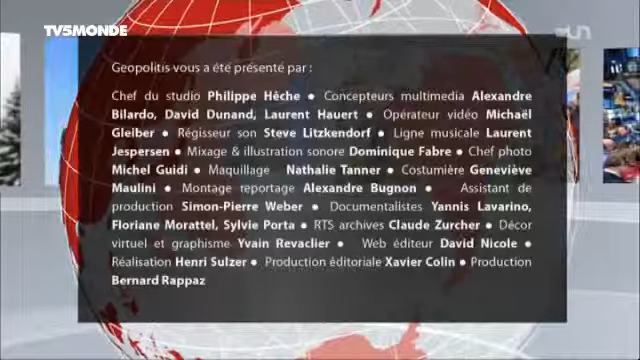 TV5MONDE
un
Geopolitis vous a été présenté par :
Chef du studio Philippe Hêche ● Concepteurs multimedia Alexandre
Bilardo, David Dunand, Laurent Hauert ● Opérateur vidéo Michaël
Gleiber ● Régisseur son Steve Litzkendorf ● Ligne musicale Laurent
Jespersen ● Mixage & illustration sonore Dominique Fabre ● Chef photo
Michel Guidi ● Maquillage Nathalie Tanner ● Costumière Geneviève
Maulini ● Montage reportage Alexandre Bugnon ● Assistant de
production Simon-Pierre Weber ● Documentalistes Yannis Lavarino,
Floriane Morattel, Sylvie Porta ● RTS archives Claude Zurcher ● Décor
virtuel et graphisme Yvain Revaclier ● Web éditeur David Nicole ●
Réalisation Henri Sulzer ● Production éditoriale Xavier Colin ● Production
Bernard Rappaz